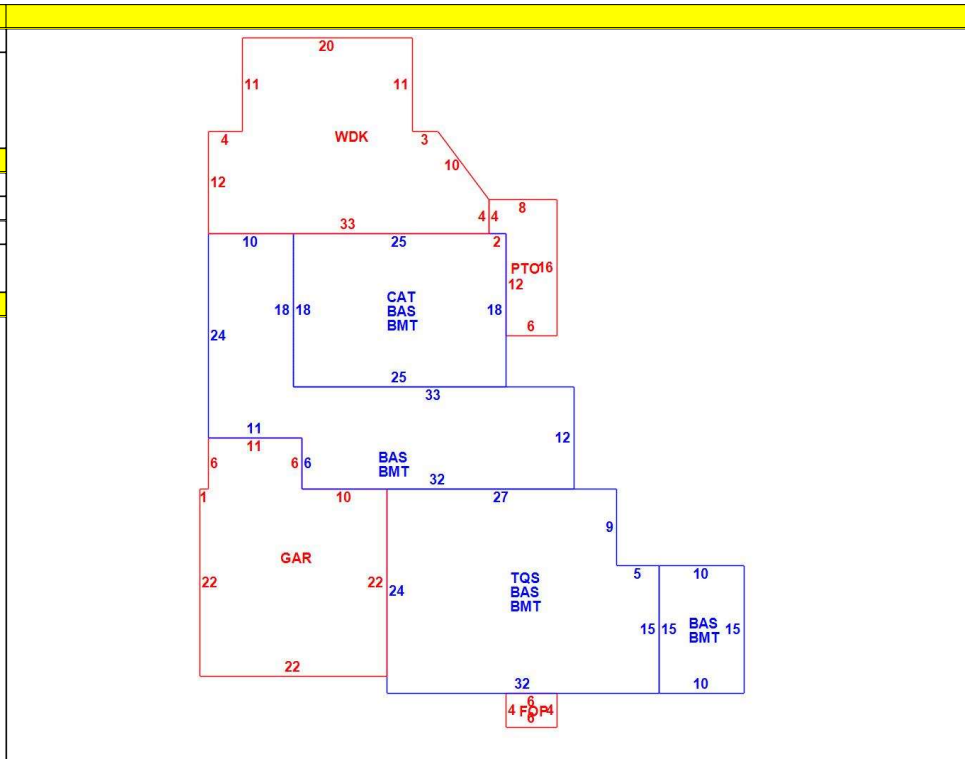 20
11 11
WDK
4 3
10
12
8
4 4
33
10 25 2
PTO 16
12
CAT
18 18 BAS 18
BMT
6
24
25
33
11
11
12
6 6 6
BAS
BMT
32
1 10 27
9
GAR
5 10
TQS
22 22 24 BAS
BMT
15 15 BAS 15
BMT
22
32 10
6
4 FOP 4
6